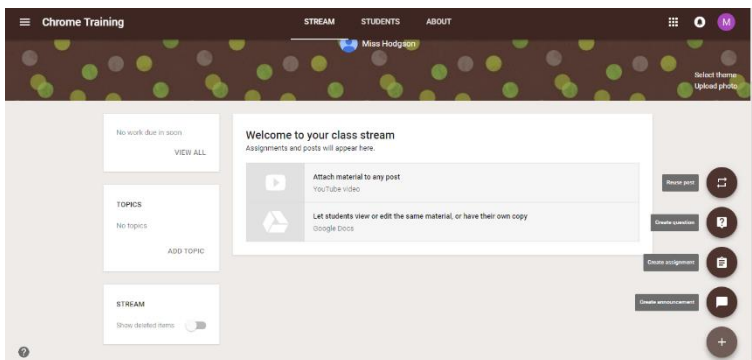 Chrome Training
STREAM STUDENTS ABOUT
M
Miss Hodgson
Select theme
Upload photo
No work due in soon
VIEW ALL
Welcome to your class stream
Assignments and posts will appear here.
Attach material to any post
YouTube video
Let students view or edit the same material, or have their own copy
Google Docs
TOPICS
No topics
ADD TOPIC
STREAM
Show deleted items
Reuse post
Create question
Create assignment
Create announcement